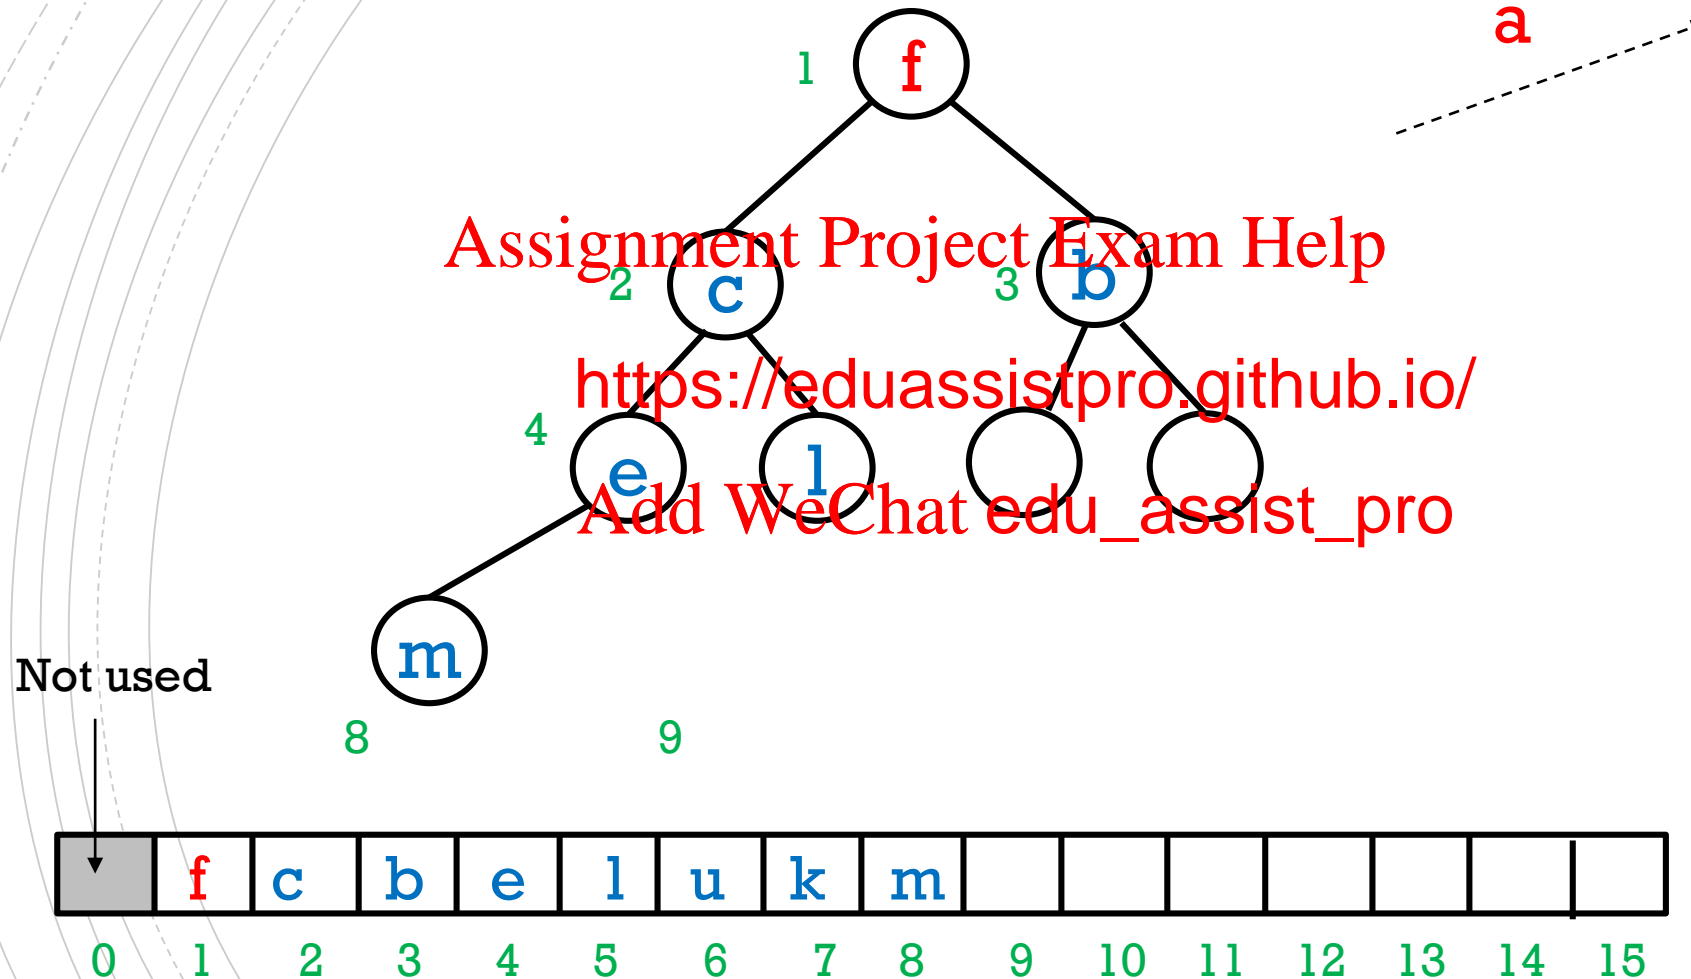 a
1 f
Assignment Project Exam Help
2 c 3 b
https://eduassistpro.github.io/
4 e l
Add WeChat edu_assist_pro
m
Not used
8 9
f c b e l u k m
0 1 2 3 4 5 6 7 8 9 10 11 12 13 14 15